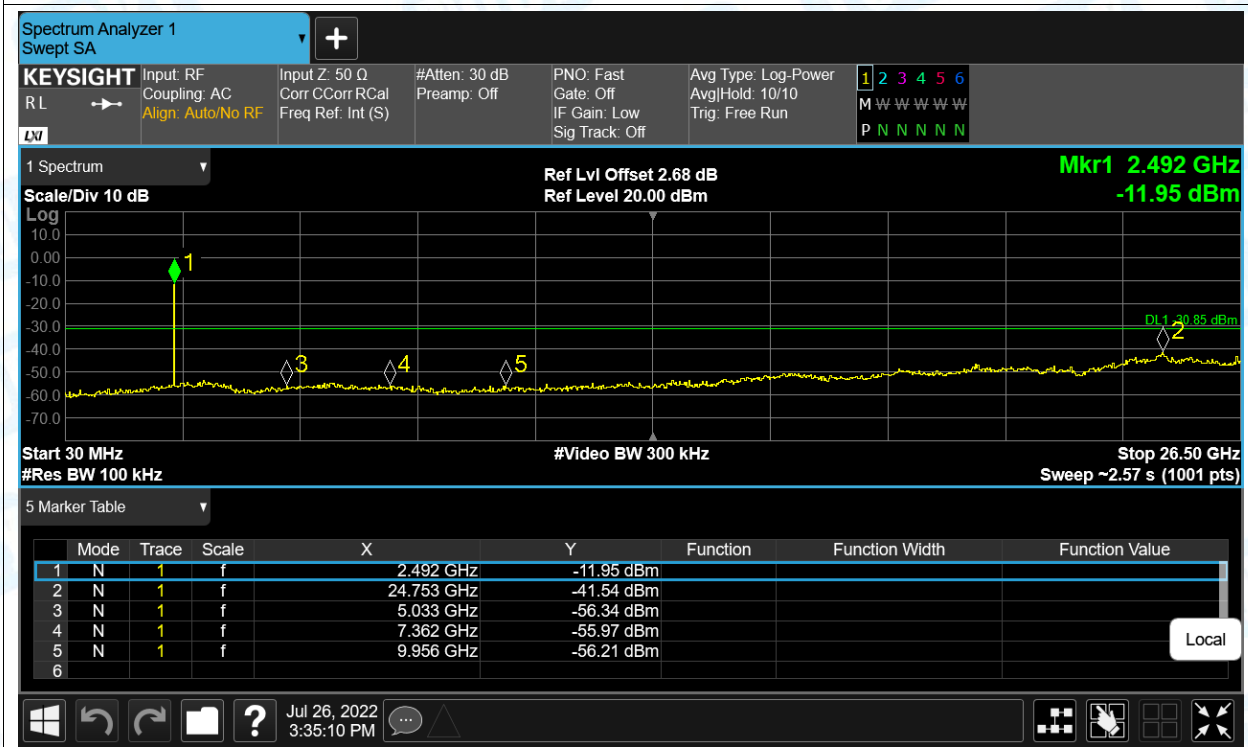 Spectrum Analyzer 1
Swept SA
KEYSIGHT
R L
LXI
Input: RF
Coupling: AC
Align: Auto/No RF
Input Z: 50 Ω
Corr CCorr RCal
Freq Ref: Int (S)
#Atten: 30 dB
Preamp: Off
PNO: Fast
Gate: Off
IF Gain: Low
Sig Track: Off
Avg Type: Log-Power
Avg|Hold: 10/10
Trig: Free Run
1 2 3 4 5 6
M W W W W W
P N N N N N
1 Spectrum
Scale/Div 10 dB
Ref Lvl Offset 2.68 dB
Ref Level 20.00 dBm
Mkr1 2.492 GHz
-11.95 dBm
Log
10.0
0.00
-10.0
-20.0
-30.0
-40.0
-50.0
-60.0
-70.0
1
3
4
5
2
DL1 -30.85 dBm
Start 30 MHz
#Video BW 300 kHz
Stop 26.50 GHz
#Res BW 100 kHz
Sweep ~2.57 s (1001 pts)
5 Marker Table
Mode Trace Scale X Y Function Function Width Function Value
1 N 1 f 2.492 GHz -11.95 dBm
2 N 1 f 24.753 GHz -41.54 dBm
3 N 1 f 5.033 GHz -56.34 dBm
4 N 1 f 7.362 GHz -55.97 dBm
5 N 1 f 9.956 GHz -56.21 dBm
6
Local
?
Jul 26, 2022
3:35:10 PM